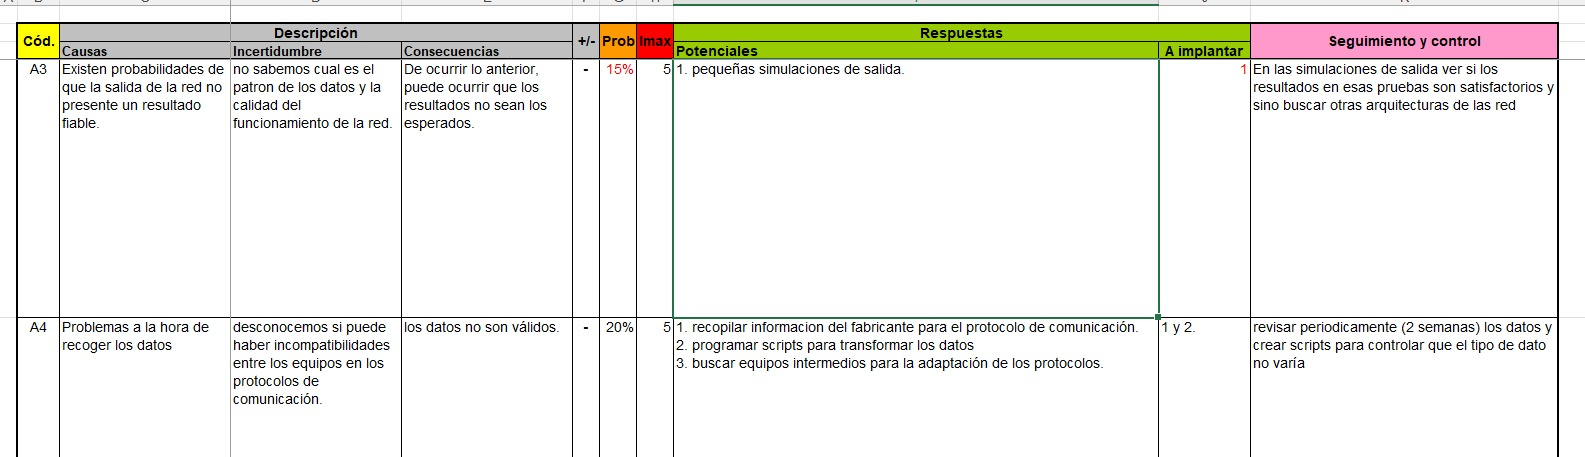 Cód.
Descripción
Causas
Incertidumbre
Consecuencias
+/-
Prob
Imax
Respuestas
Potenciales
A implantar
Seguimiento y control
A3
Existen probabilidades de
que la salida de la red no
presente un resultado
fiable.
no sabemos cual es el
patron de los datos y la
calidad del
funcionamiento de la red.
De ocurrir lo anterior,
puede ocurrir que los
resultados no sean los
esperados.
-
15%
5
1. pequeñas simulaciones de salida.
1
En las simulaciones de salida ver si los
resultados en esas pruebas son satisfactorios y
sino buscar otras arquitecturas de las red
A4
Problemas a la hora de
recoger los datos
desconocemos si puede
haber incompatibilidades
entre los equipos en los
protocolos de
comunicación.
los datos no son válidos.
-
20%
5
1. recopilar informacion del fabricante para el protocolo de comunicación.
2. programar scripts para transformar los datos
3. buscar equipos intermedios para la adaptación de los protocolos.
1 y 2.
revisar periodicamente (2 semanas) los datos y
crear scripts para controlar que el tipo de dato
no varía